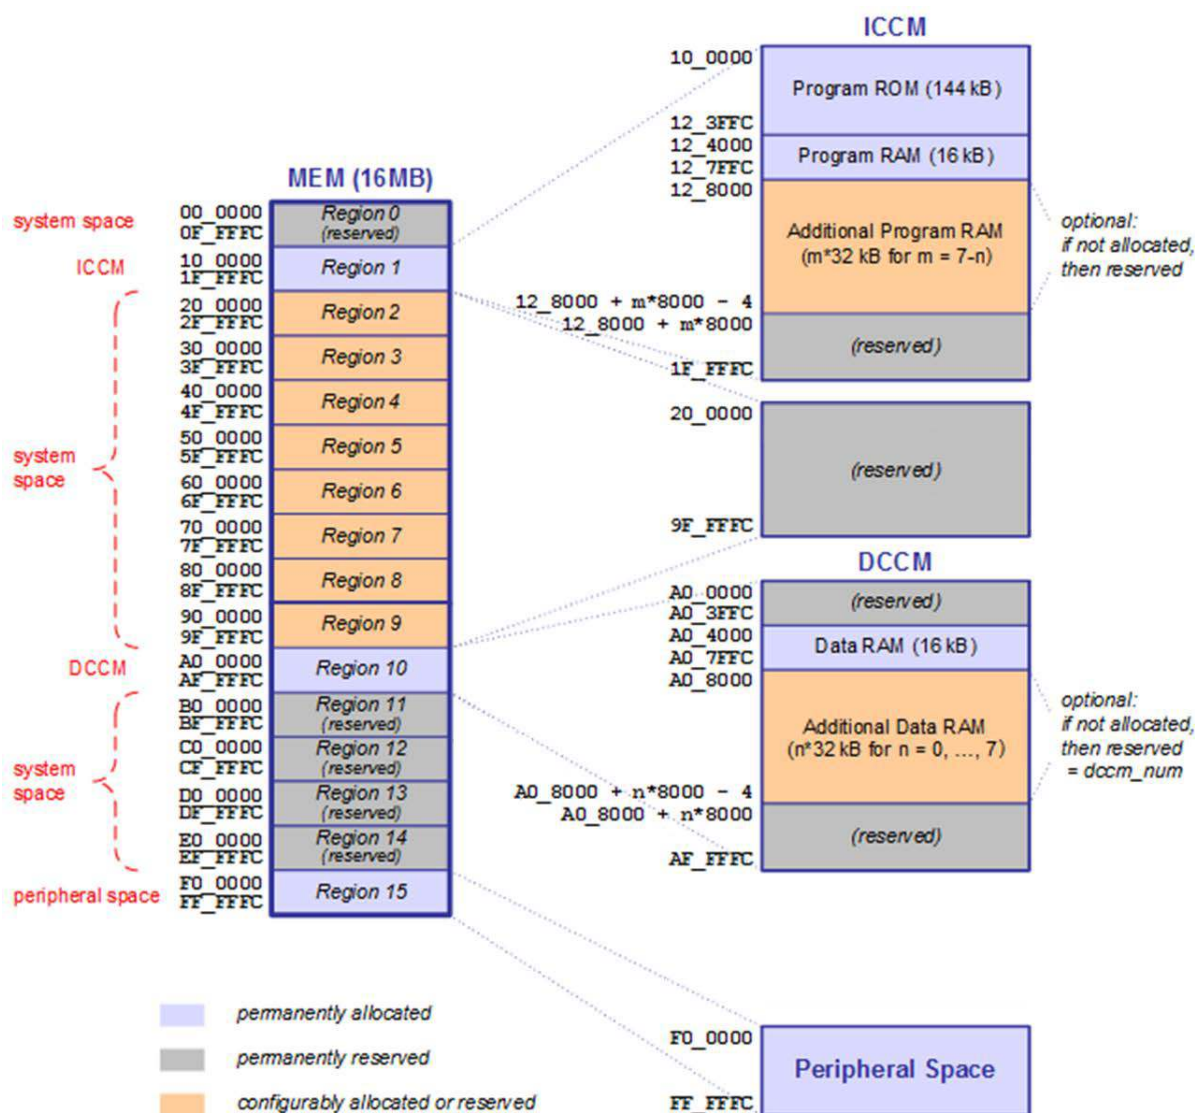 ICCM
10_0000
Program ROM (144 kB)
12_3FFC
12_4000
Program RAM (16 kB)
12_7FFC
12_8000
Additional Program RAM
(m*32 kB for m = 7-n)
optional:
if not allocated,
then reserved
12_8000 + m*8000 - 4
12_8000 + m*8000
(reserved)
1F_FFFC
20_0000
(reserved)
9F_FFFC
MEM (16MB)
system space
00_0000
0F_FFFC
Region 0
(reserved)
ICCM
10_0000
1F_FFFC
Region 1
system
space
20_0000
2F_FFFC
Region 2
30_0000
3F_FFFC
Region 3
40_0000
4F_FFFC
Region 4
50_0000
5F_FFFC
Region 5
60_0000
6F_FFFC
Region 6
70_0000
7F_FFFC
Region 7
80_0000
8F_FFFC
Region 8
90_0000
9F_FFFC
Region 9
DCCM
A0_0000
AF_FFFC
Region 10
system
space
B0_0000
BF_FFFC
Region 11
(reserved)
C0_0000
CF_FFFC
Region 12
(reserved)
D0_0000
DF_FFFC
Region 13
(reserved)
E0_0000
EF_FFFC
Region 14
(reserved)
peripheral space
F0_0000
FF_FFFC
Region 15
DCCM
A0_0000
A0_3FFC
(reserved)
A0_4000
Data RAM (16 kB)
A0_7FFC
A0_8000
Additional Data RAM
(n*32 kB for n = 0, ..., 7)
optional:
if not allocated,
then reserved
= dccm_num
A0_8000 + n*8000 - 4
A0_8000 + n*8000
(reserved)
AF_FFFC
permanently allocated
permanently reserved
configurably allocated or reserved
F0_0000
Peripheral Space
FF_FFFC